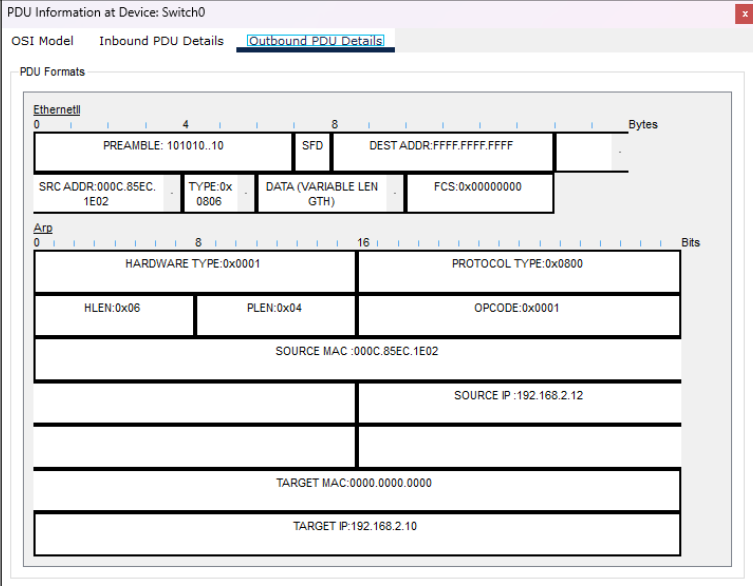 PDU Information at Device: Switch0
x
OSI Model Inbound PDU Details Outbound PDU Details
PDU Formats
EthernetII
0 4 8 Bytes
PREAMBLE: 101010..10 SFD DEST ADDR:FFFF.FFFF.FFFF
SRC ADDR:000C.85EC. TYPE:0x DATA (VARIABLE LEN FCS:0x00000000
1E02 0806 GTH)
Arp
0 8 16 Bits
HARDWARE TYPE:0x0001 PROTOCOL TYPE:0x0800
HLEN:0x06 PLEN:0x04 OPCODE:0x0001
SOURCE MAC :000C.85EC.1E02
SOURCE IP :192.168.2.12
TARGET MAC:0000.0000.0000
TARGET IP:192.168.2.10